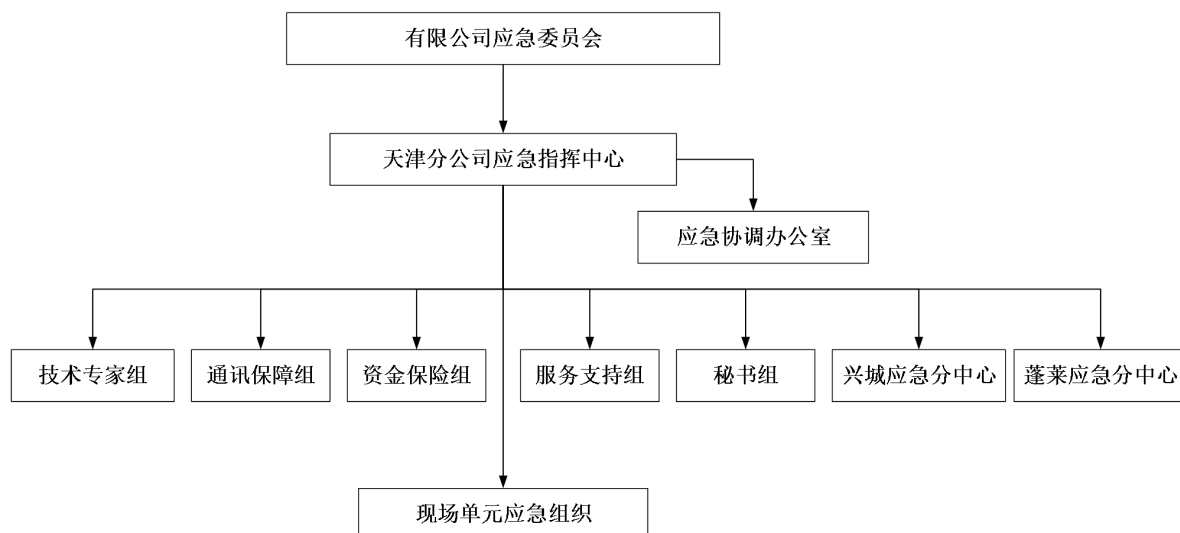 有限公司应急委员会
天津分公司应急指挥中心
应急协调办公室
技术专家组
通讯保障组
资金保险组
服务支持组
秘书组
兴城应急分中心
蓬莱应急分中心
现场单元应急组织